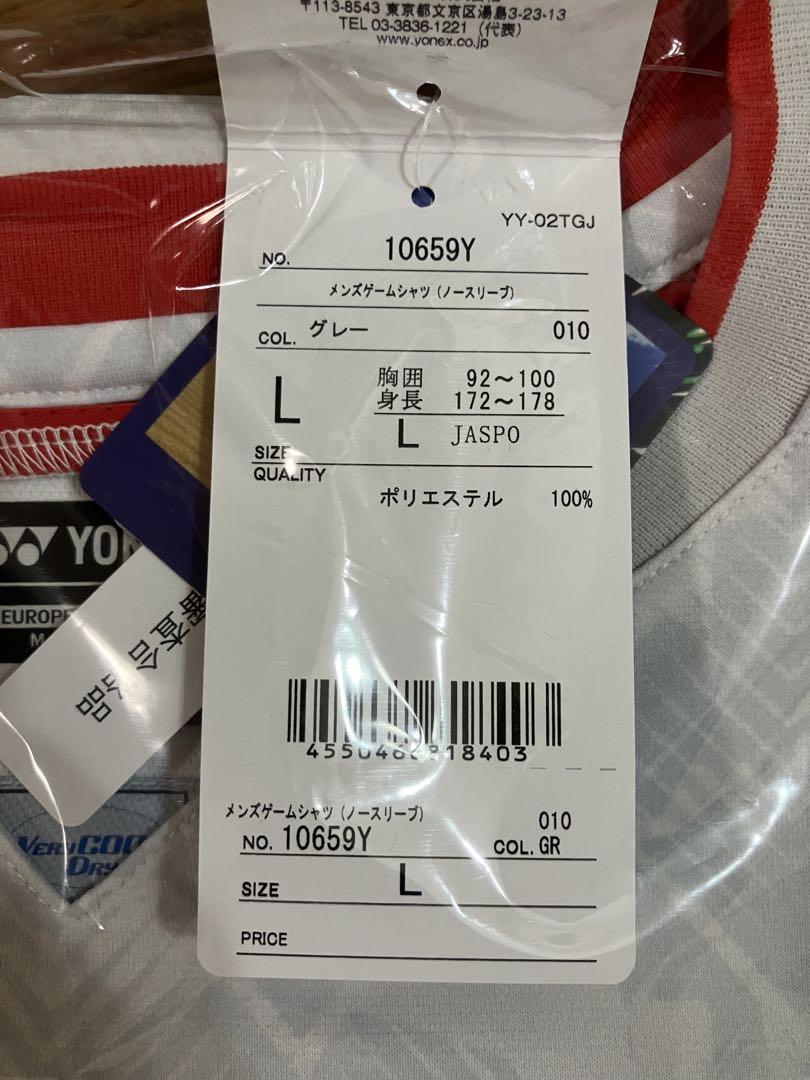 〒113-8543 東京都文京区湯島3-23-13
TEL 03-3836-1221 (代表)
www.yonex.co.jp
YY-02TGJ
NO. 10659Y
メンズゲームシャツ (ノースリーブ)
COL. グレー 010
SIZE L
胸囲 92〜100
身長 172〜178
L JASPO
QUALITY
ポリエステル 100%
メンズゲームシャツ (ノースリーブ)
NO. 10659Y
010
COL. GR
SIZE L
PRICE
EUROPE
VERY COOL
DRY